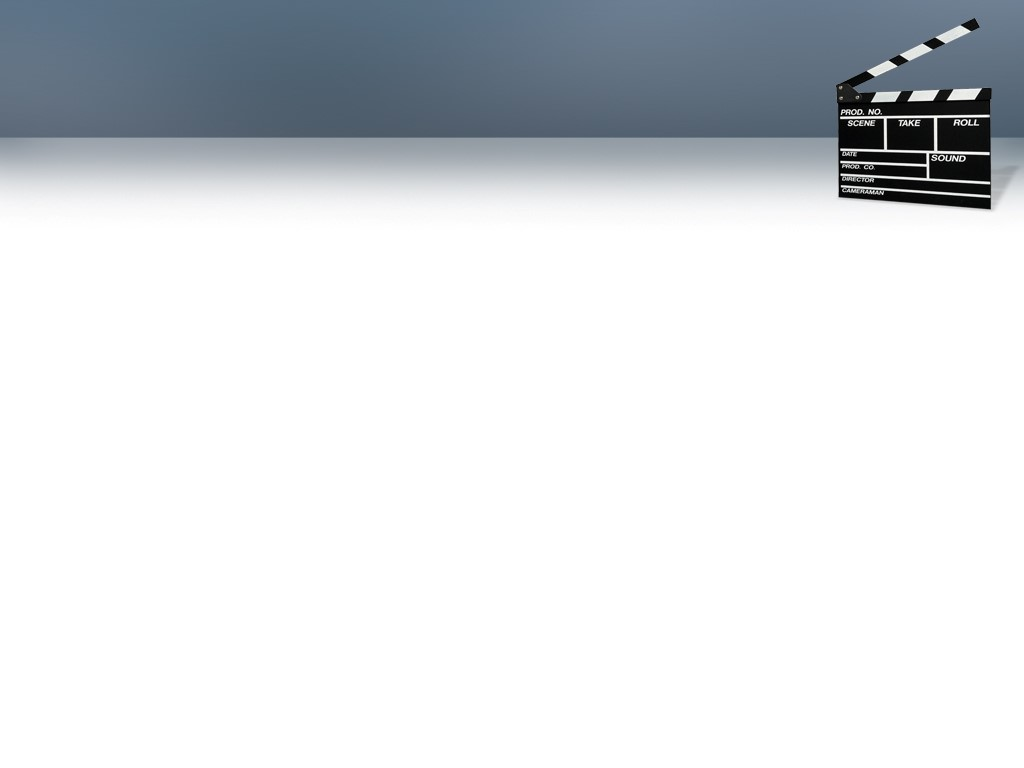 PROD. NO.
SCENE TAKE ROLL
DATE
SOUND
PROD. CO.
DIRECTOR
CAMERAMAN